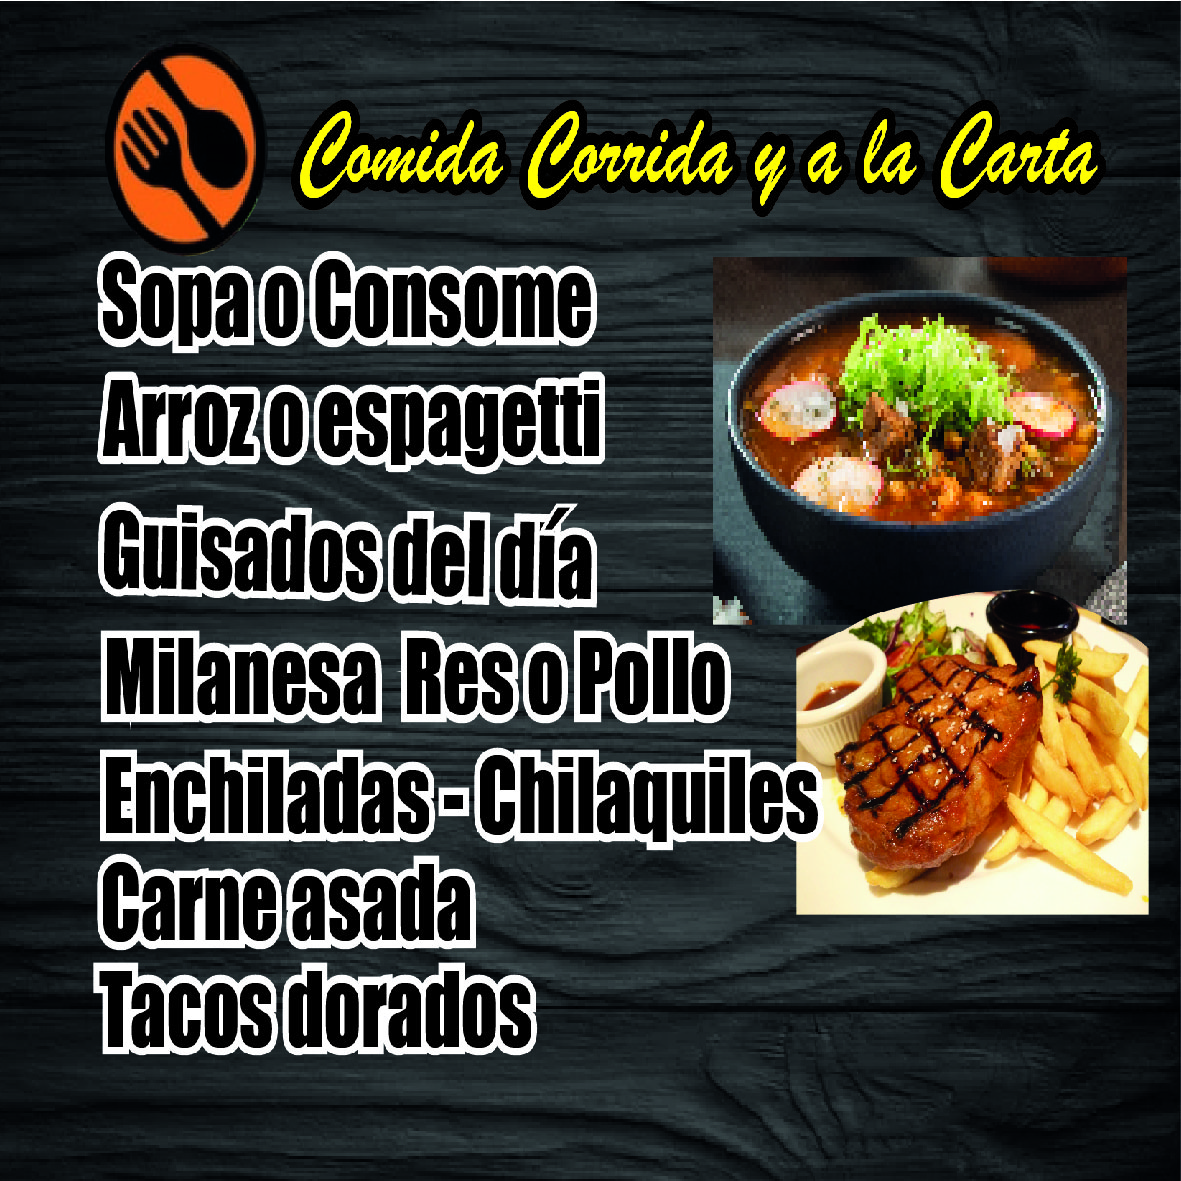 Comida Corrida y a la Carta
Sopa o Consome
Arroz o espagetti
Guisados del día
Milanesa Res o Pollo
Enchiladas - Chilaquiles
Carne asada
Tacos dorados